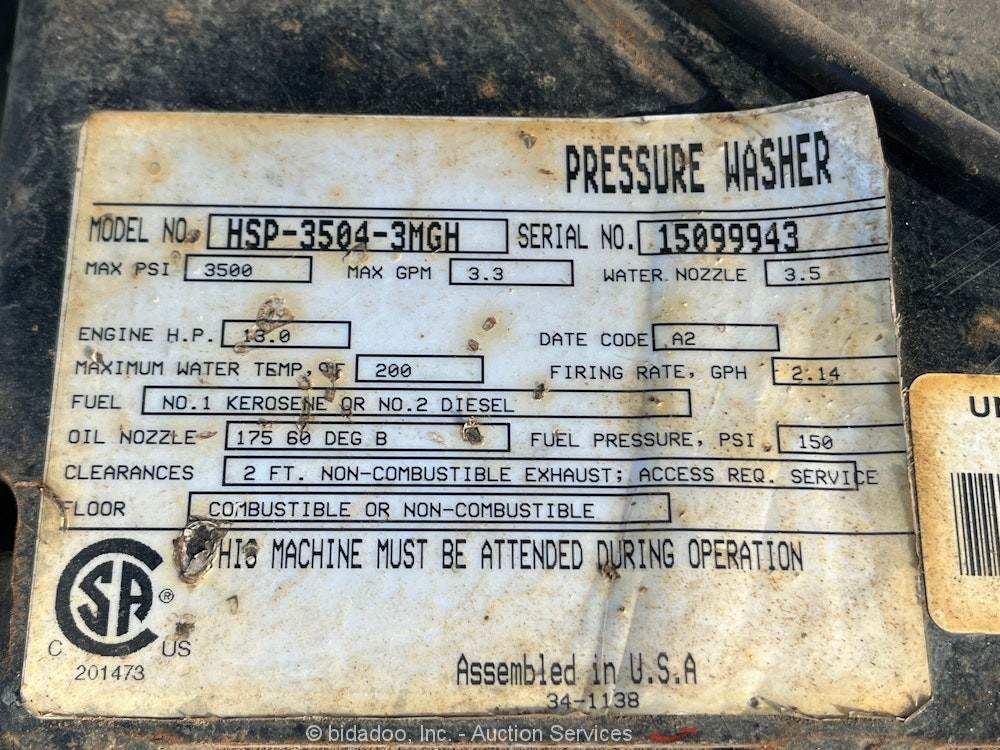 PRESSURE WASHER
MODEL NO. HSP-3504-3MGH SERIAL NO. 15099943
MAX PSI 3500 MAX GPM 3.3 WATER NOZZLE 3.5
ENGINE H.P. 13.0 DATE CODE A2
MAXIMUM WATER TEMP, °F 200 FIRING RATE, GPH 2.14
FUEL NO.1 KEROSENE OR NO.2 DIESEL
OIL NOZZLE 175 60 DEG B FUEL PRESSURE, PSI 150
CLEARANCES 2 FT. NON-COMBUSTIBLE EXHAUST; ACCESS REQ. SERVICE
FLOOR COMBUSTIBLE OR NON-COMBUSTIBLE
THIS MACHINE MUST BE ATTENDED DURING OPERATION
CSA ®
C US
201473
Assembled in U.S.A
34-1138
© bidadoo, Inc. - Auction Services